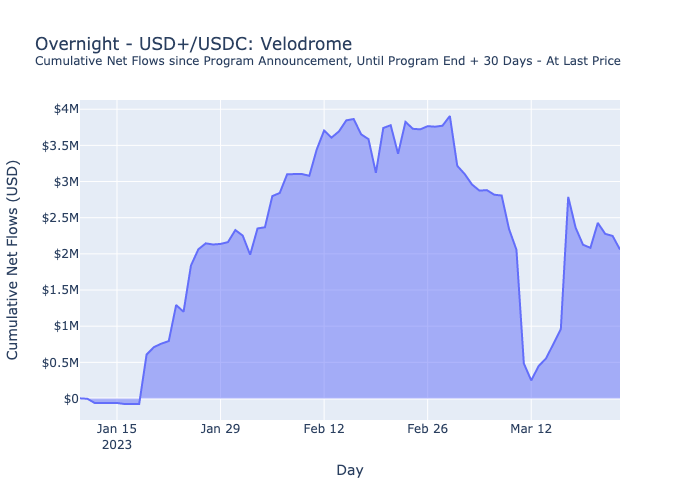 Overnight - USD+/USDC: Velodrome
Cumulative Net Flows since Program Announcement, Until Program End + 30 Days - At Last Price
Cumulative Net Flows (USD)
$4M
$3.5M
$3M
$2.5M
$2M
$1.5M
$1M
$0.5M
$0
Jan 15
2023
Jan 29
Feb 12
Feb 26
Mar 12
Day